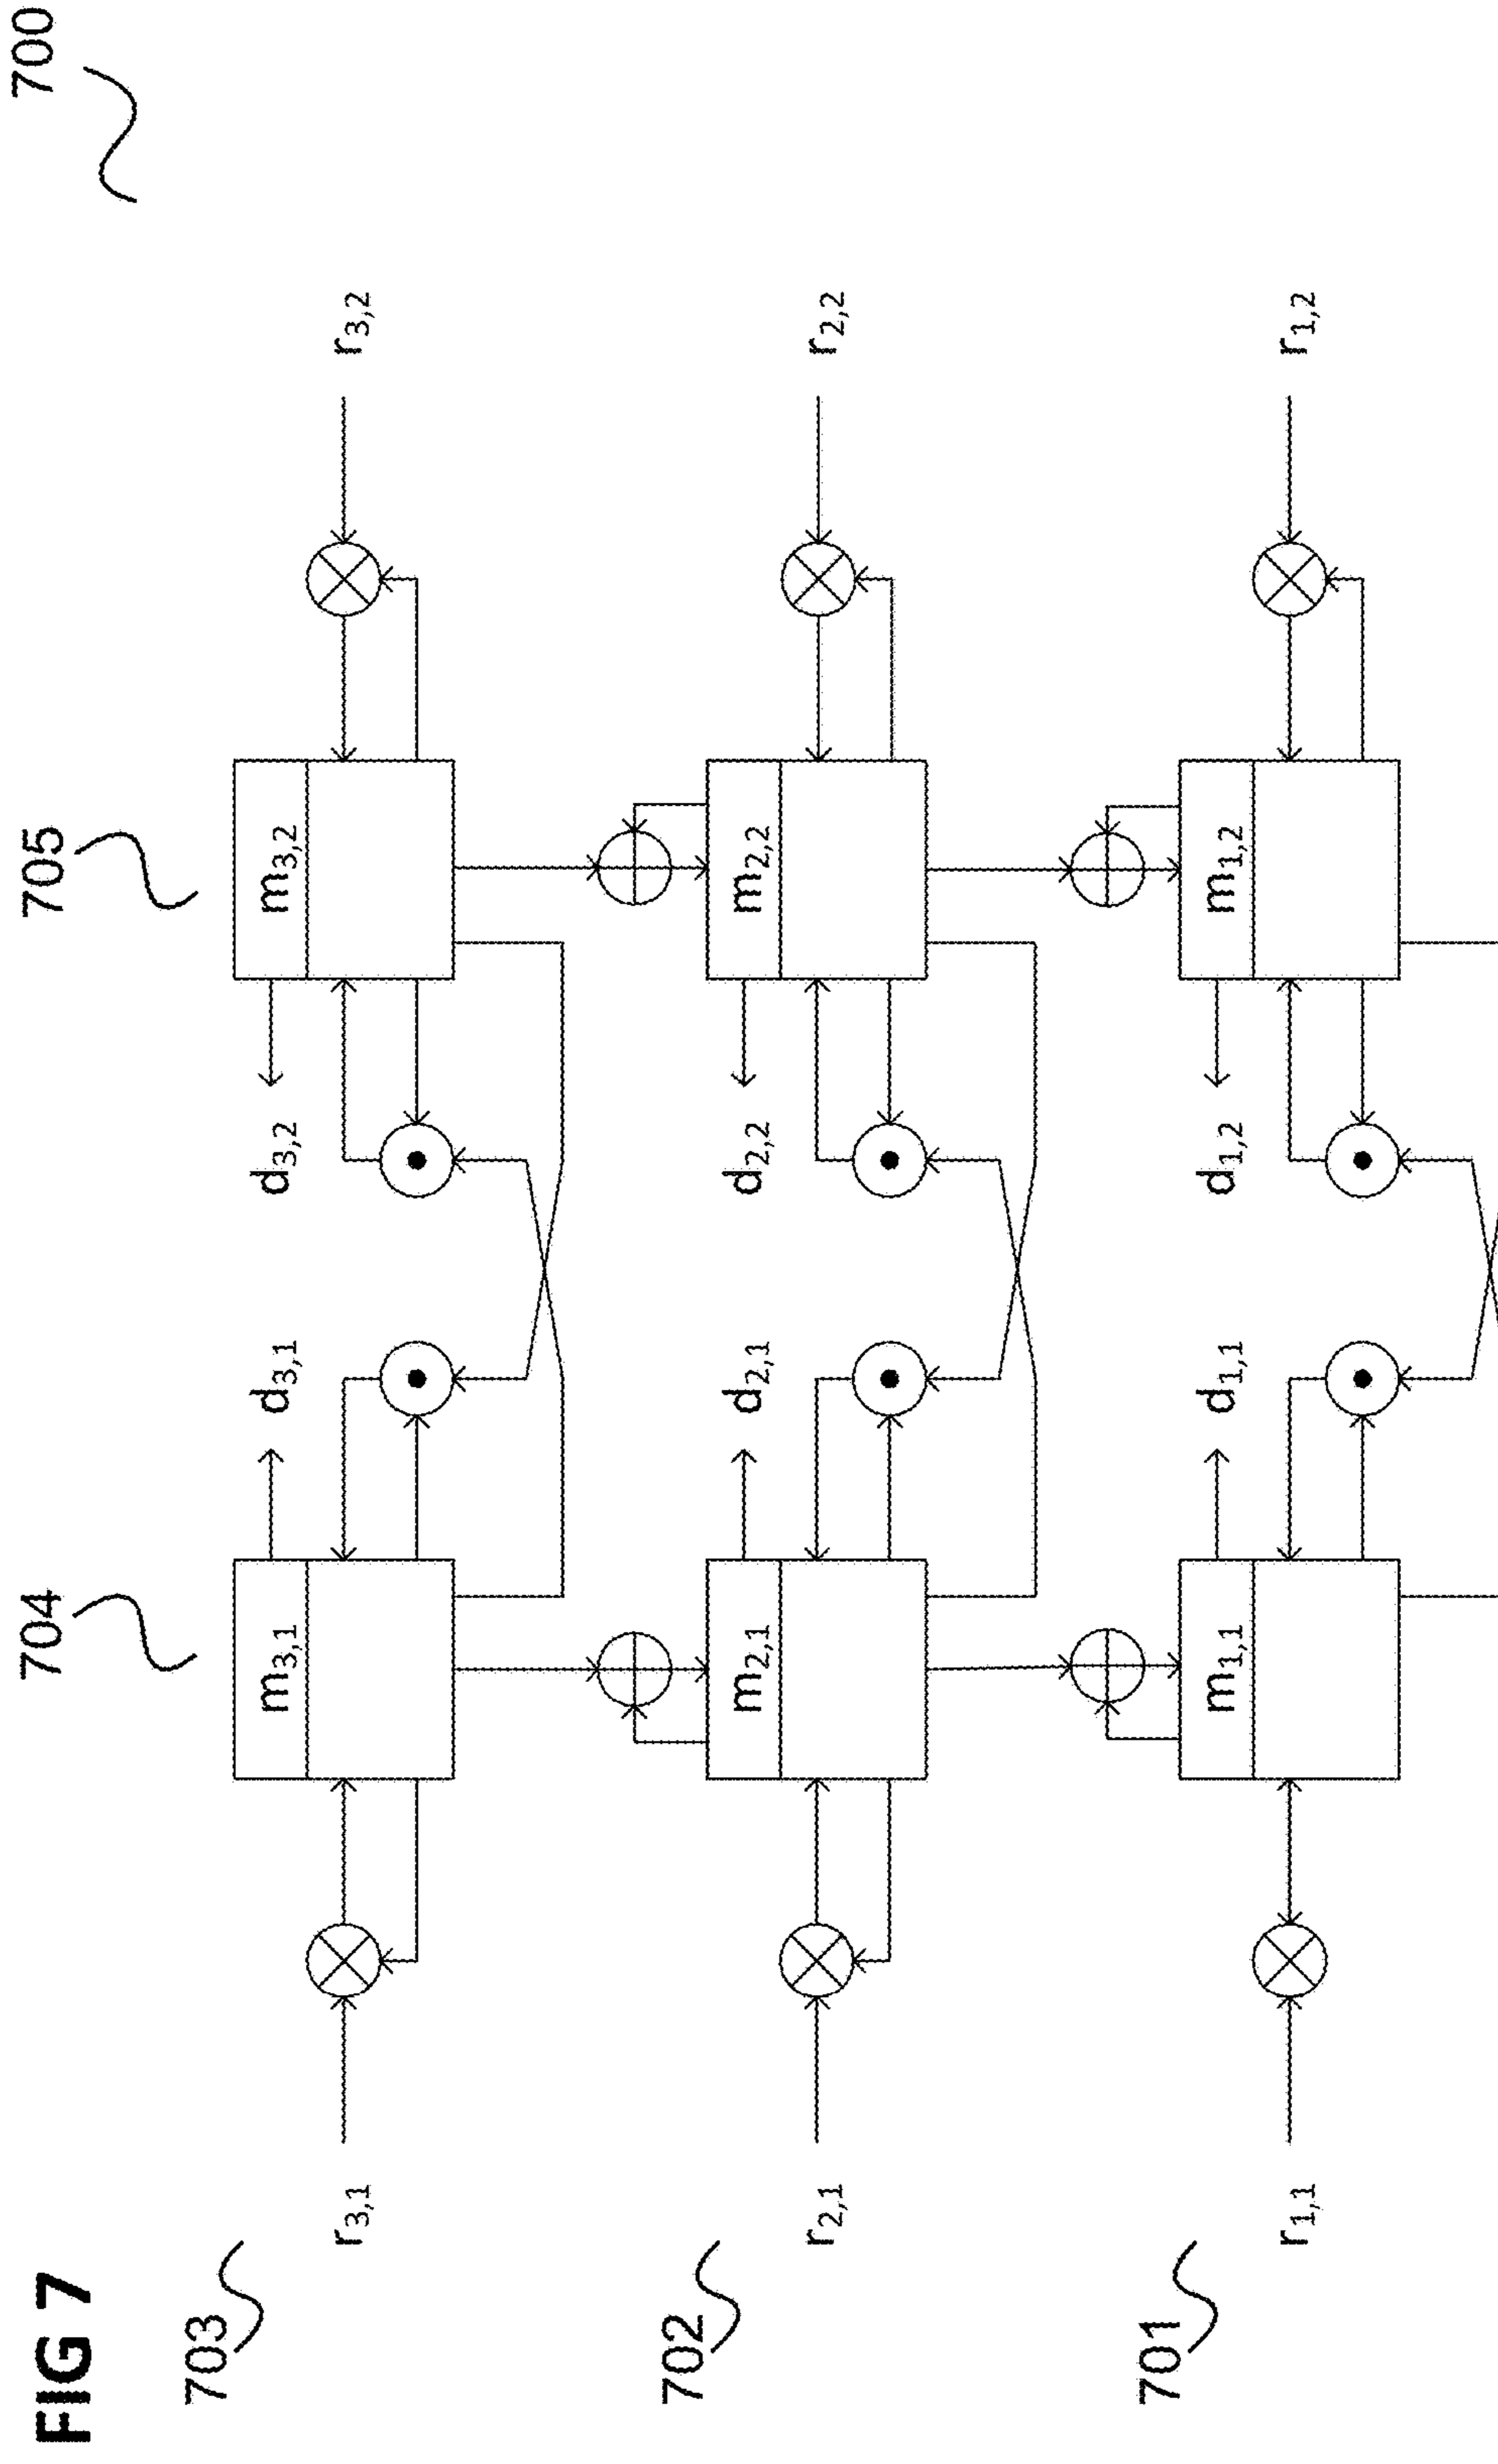 FIG 7
700
704
705
703
r3,1
m3,1
d3,1
d3,2
m3,2
r3,2
702
r2,1
m2,1
d2,1
d2,2
m2,2
r2,2
701
r1,1
m1,1
d1,1
d1,2
m1,2
r1,2